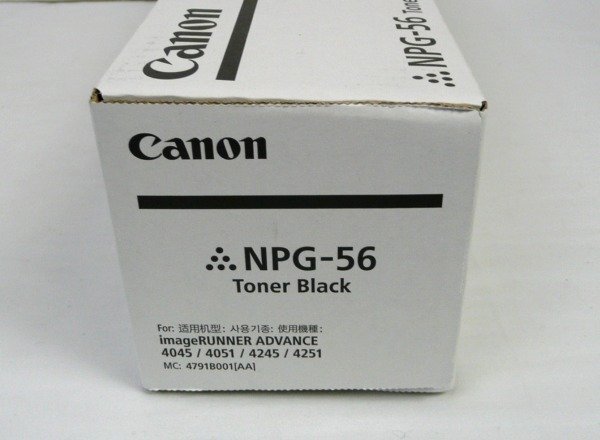 Canon
NPG-56
Canon
NPG-56
Toner Black
For: 适用机型: 사용기종: 使用機種:
imageRUNNER ADVANCE
4045 / 4051 / 4245 / 4251
MC: 4791B001[AA]